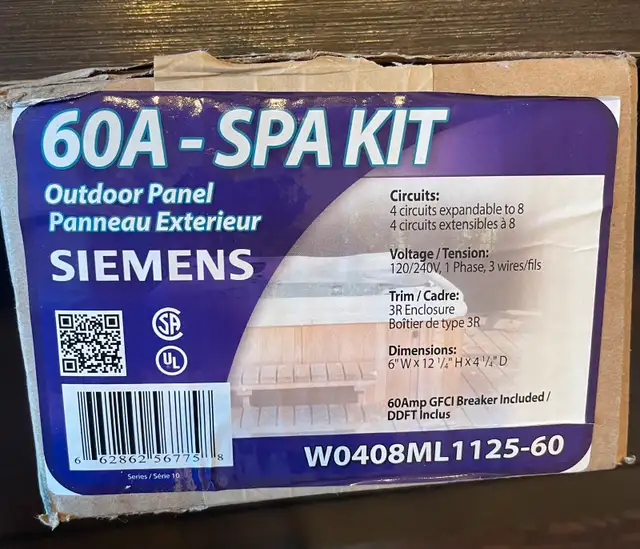 60A - SPA KIT
Outdoor Panel
Panneau Exterieur
SIEMENS
Circuits:
4 circuits expandable to 8
4 circuits extensibles à 8
Voltage / Tension:
120/240V, 1 Phase, 3 wires/fils
Trim / Cadre:
3R Enclosure
Boîtier de type 3R
Dimensions:
6" W x 12 1/4" H x 4 1/4" D
60Amp GFCI Breaker Included /
DDFT Inclus
SA
UL
6 62862 56775 8
Series / Série 10
W0408ML1125-60